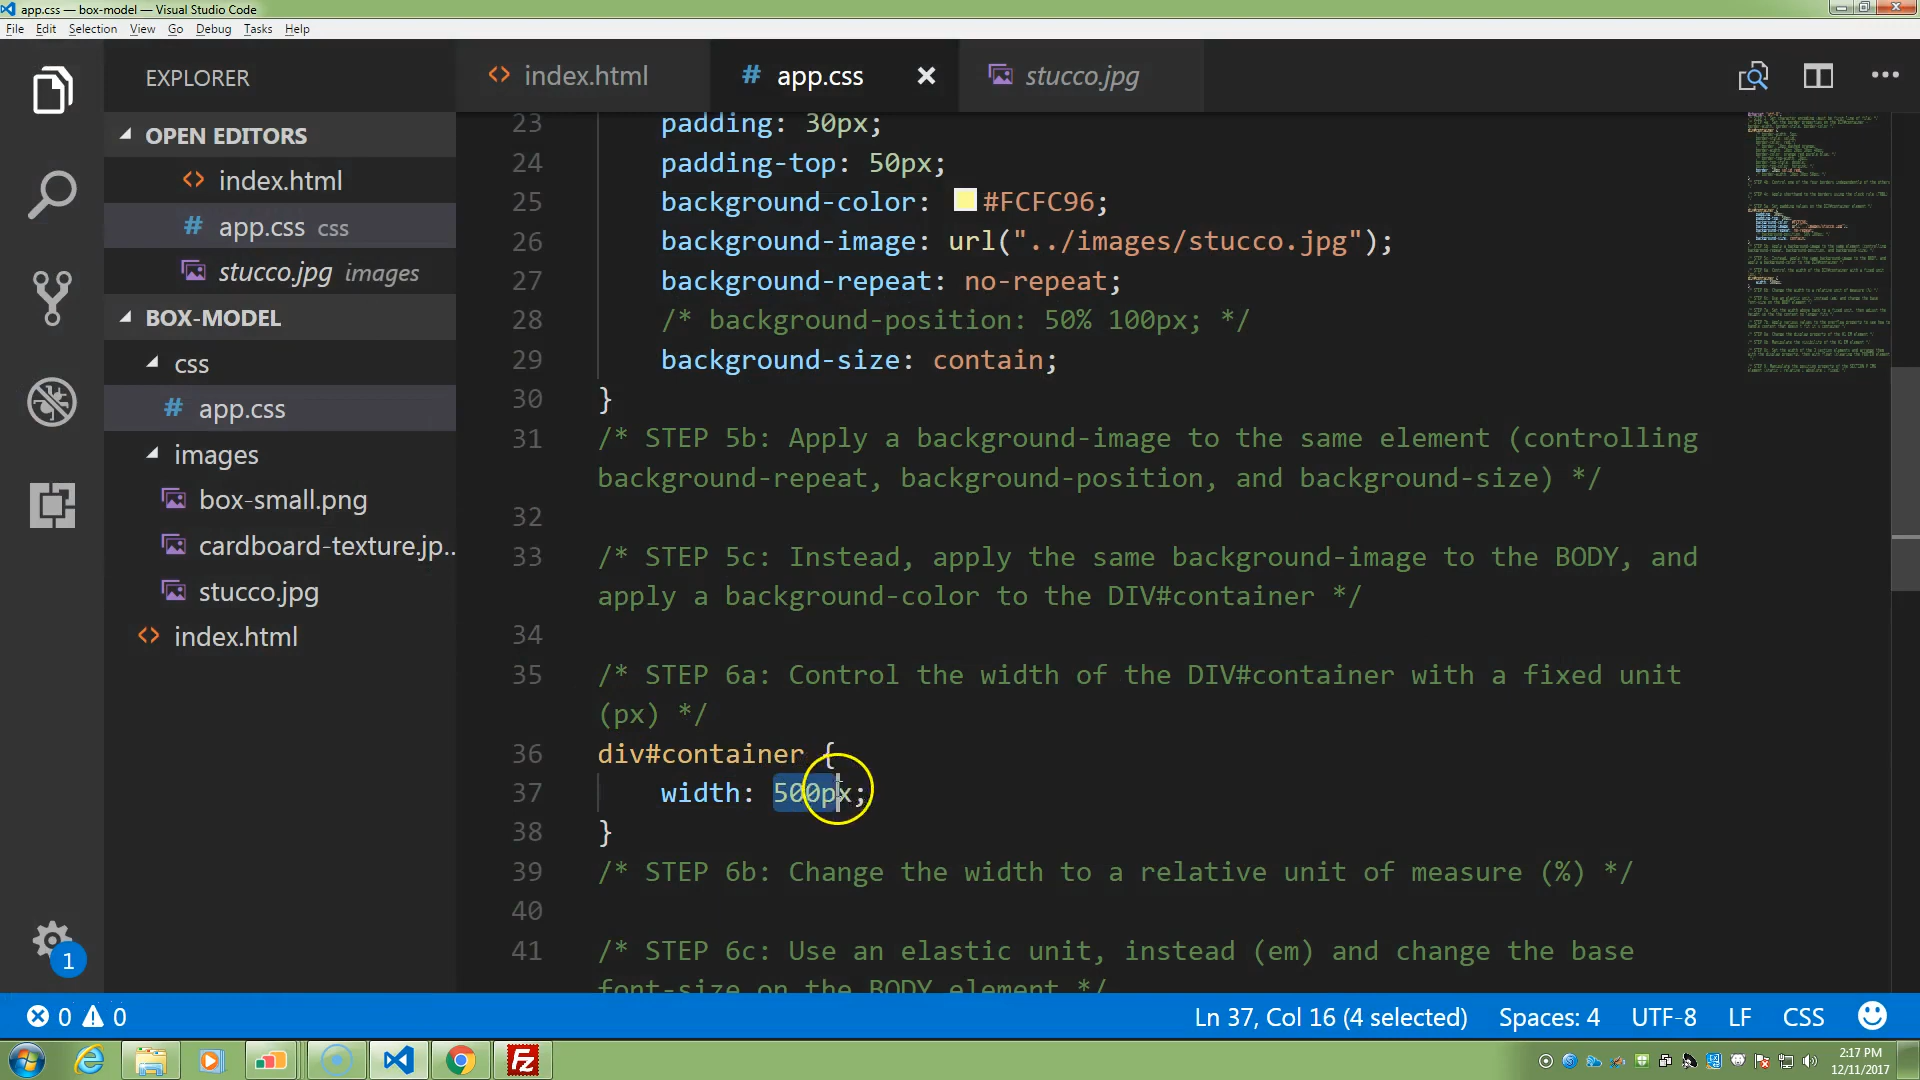 app.css — box-model — Visual Studio Code
File Edit Selection View Go Debug Tasks Help
EXPLORER
index.html
app.css
stucco.jpg
OPEN EDITORS
index.html
app.css css
stucco.jpg images
BOX-MODEL
css
app.css
images
box-small.png
cardboard-texture.jp...
stucco.jpg
index.html
1
23 padding: 30px;
24 padding-top: 50px;
25 background-color: #FCFC96;
26 background-image: url("../images/stucco.jpg");
27 background-repeat: no-repeat;
28 /* background-position: 50% 100px; */
29 background-size: contain;
30 }
31 /* STEP 5b: Apply a background-image to the same element (controlling
background-repeat, background-position, and background-size) */
32
33 /* STEP 5c: Instead, apply the same background-image to the BODY, and
apply a background-color to the DIV#container */
34
35 /* STEP 6a: Control the width of the DIV#container with a fixed unit
(px) */
36 div#container {
37 width: 500px;
38 }
39 /* STEP 6b: Change the width to a relative unit of measure (%) */
40
41 /* STEP 6c: Use an elastic unit, instead (em) and change the base
font-size on the BODY element */
0 0
Ln 37, Col 16 (4 selected) Spaces: 4 UTF-8 LF CSS
2:17 PM
12/11/2017